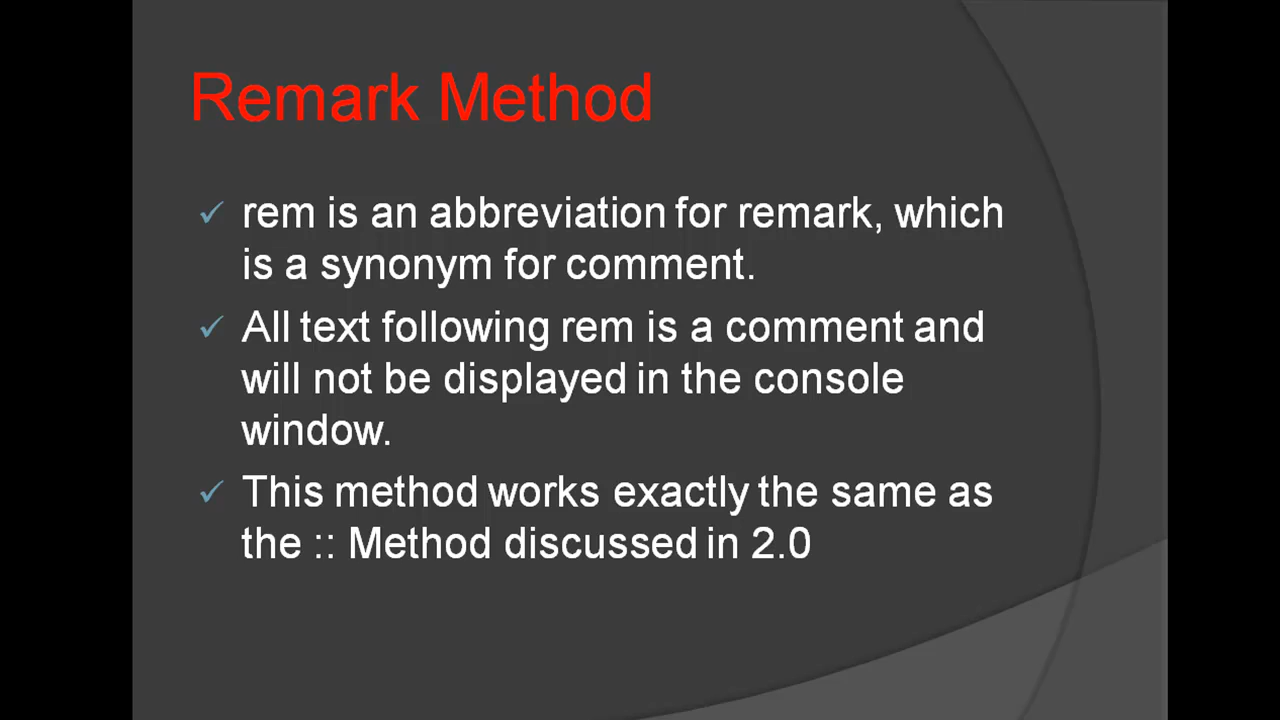 Remark Method
rem is an abbreviation for remark, which
is a synonym for comment.
All text following rem is a comment and
will not be displayed in the console
window.
This method works exactly the same as
the :: Method discussed in 2.0